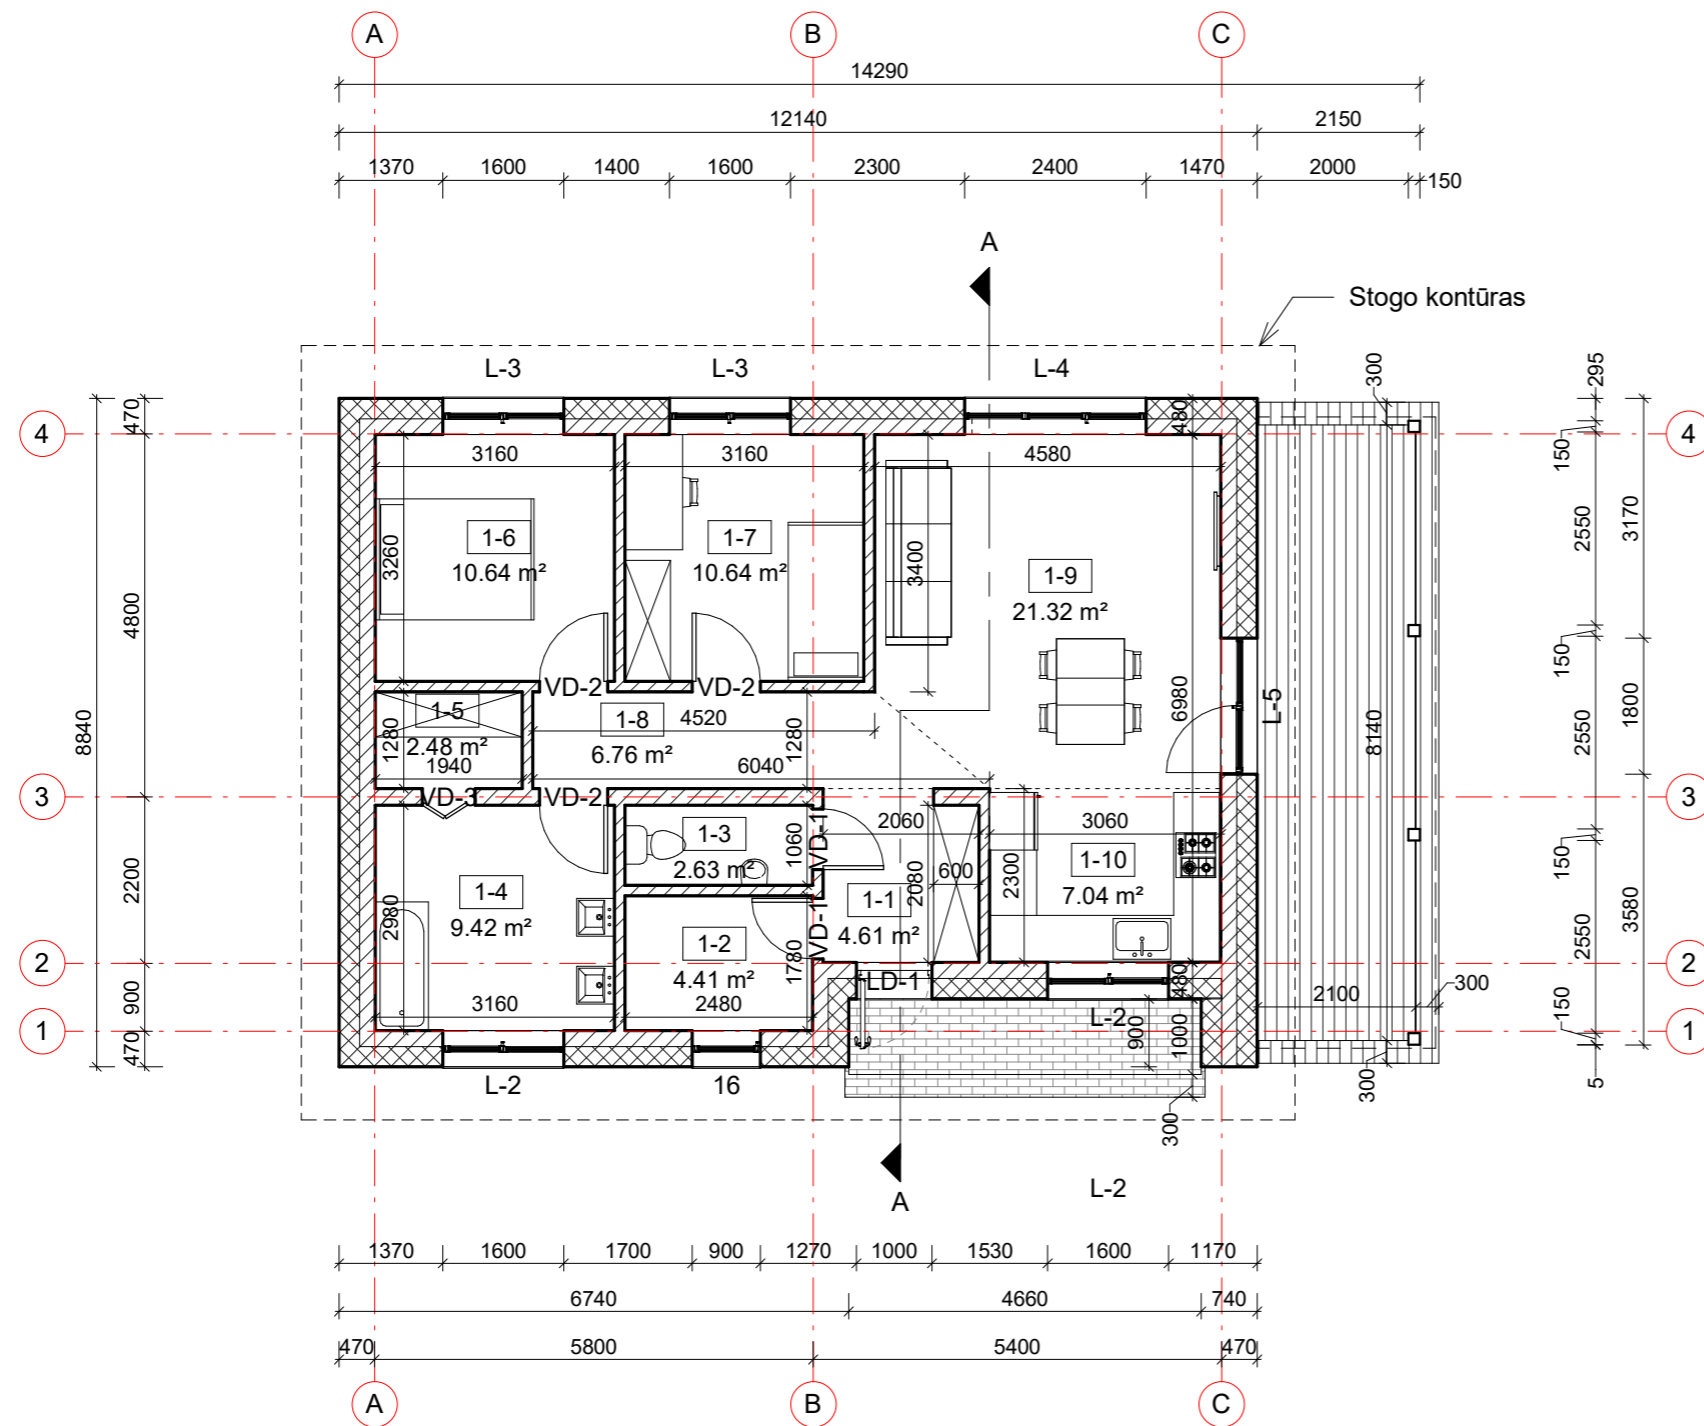 A B C
14290
12140 2150
1370 1600 1400 1600 2300 2400 1470 2000 150
A
Stogo kontūras
L-3 L-3 L-4
300 295
470 480
4 4
3160 3160 4580
150
1-6 1-7
10.64 m² 10.64 m²
3260 3400
1-9
21.32 m²
2550 3170
4800
150
VD-2 VD-2
1-5
1-8
4520
6980
L-5
1280 2.48 m²
6.76 m²
1280
8840
8140
2550 1800
1940 6040
VD-3 VD-2
3 3
1-3
2.63 m²
1060
VD-1
2060 3060
150
1-10
7.04 m²
2300
600
2080
2200
1-4
9.42 m²
2980
1-1
4.61 m²
VD-1
1-2
4.41 m²
1780
2550 3580
2 2
LD-1
480
2100 300
3160 2480
L-2
900 1000
900
150
1 1
470
L-2 16
300 300
5
A
L-2
1370 1600 1700 900 1270 1000 1530 1600 1170
6740 4660 740
470 5800 5400 470
A B C